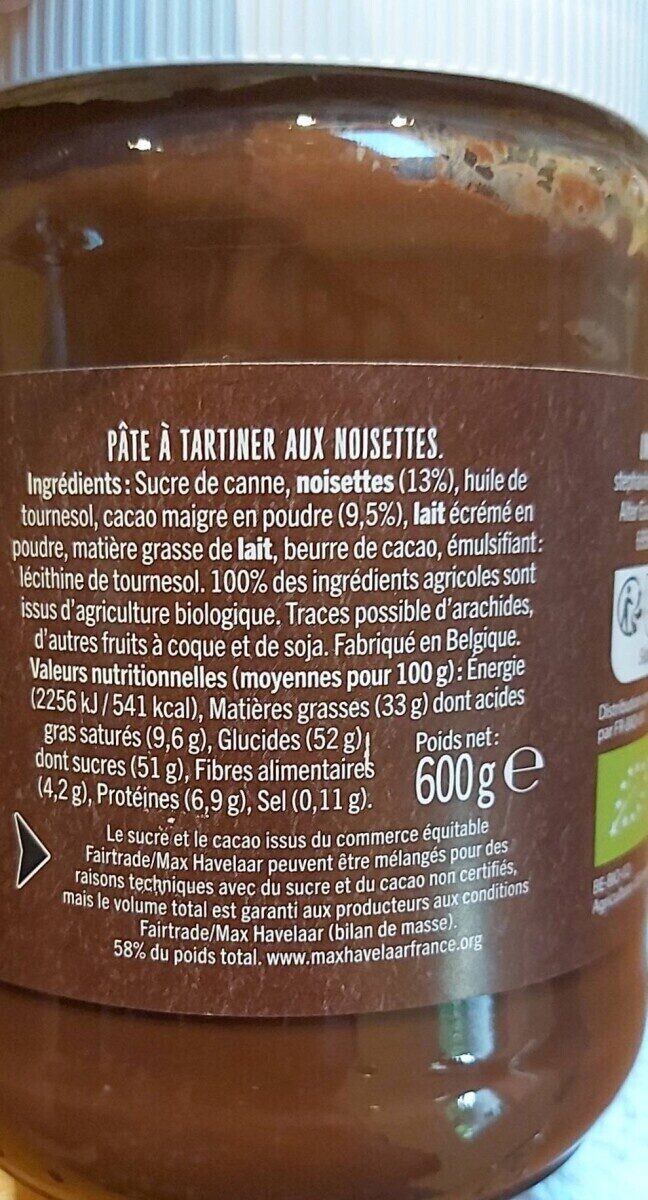 PÂTE À TARTINER AUX NOISETTES.
Ingrédients: Sucre de canne, noisettes (13%), huile de
tournesol, cacao maigre en poudre (9,5%), lait écrémé en
poudre, matière grasse de lait, beurre de cacao, émulsifiant:
lécithine de tournesol. 100% des ingrédients agricoles sont
issus d'agriculture biologique. Traces possible d'arachides,
d'autres fruits à coque et de soja. Fabriqué en Belgique.
Valeurs nutritionnelles (moyennes pour 100 g): Énergie
(2256 kJ / 541 kcal), Matières grasses (33 g) dont acides
gras saturés (9,6 g), Glucides (52 g)
dont sucres (51 g), Fibres alimentaires
(4,2 g), Protéines (6,9 g), Sel (0,11 g).
Poids net:
600 g e
Le sucre et le cacao issus du commerce équitable
Fairtrade/Max Havelaar peuvent être mélangés pour des
raisons techniques avec du sucre et du cacao non certifiés,
mais le volume total est garanti aux producteurs aux conditions
Fairtrade/Max Havelaar (bilan de masse).
58% du poids total. www.maxhavelaarfrance.org